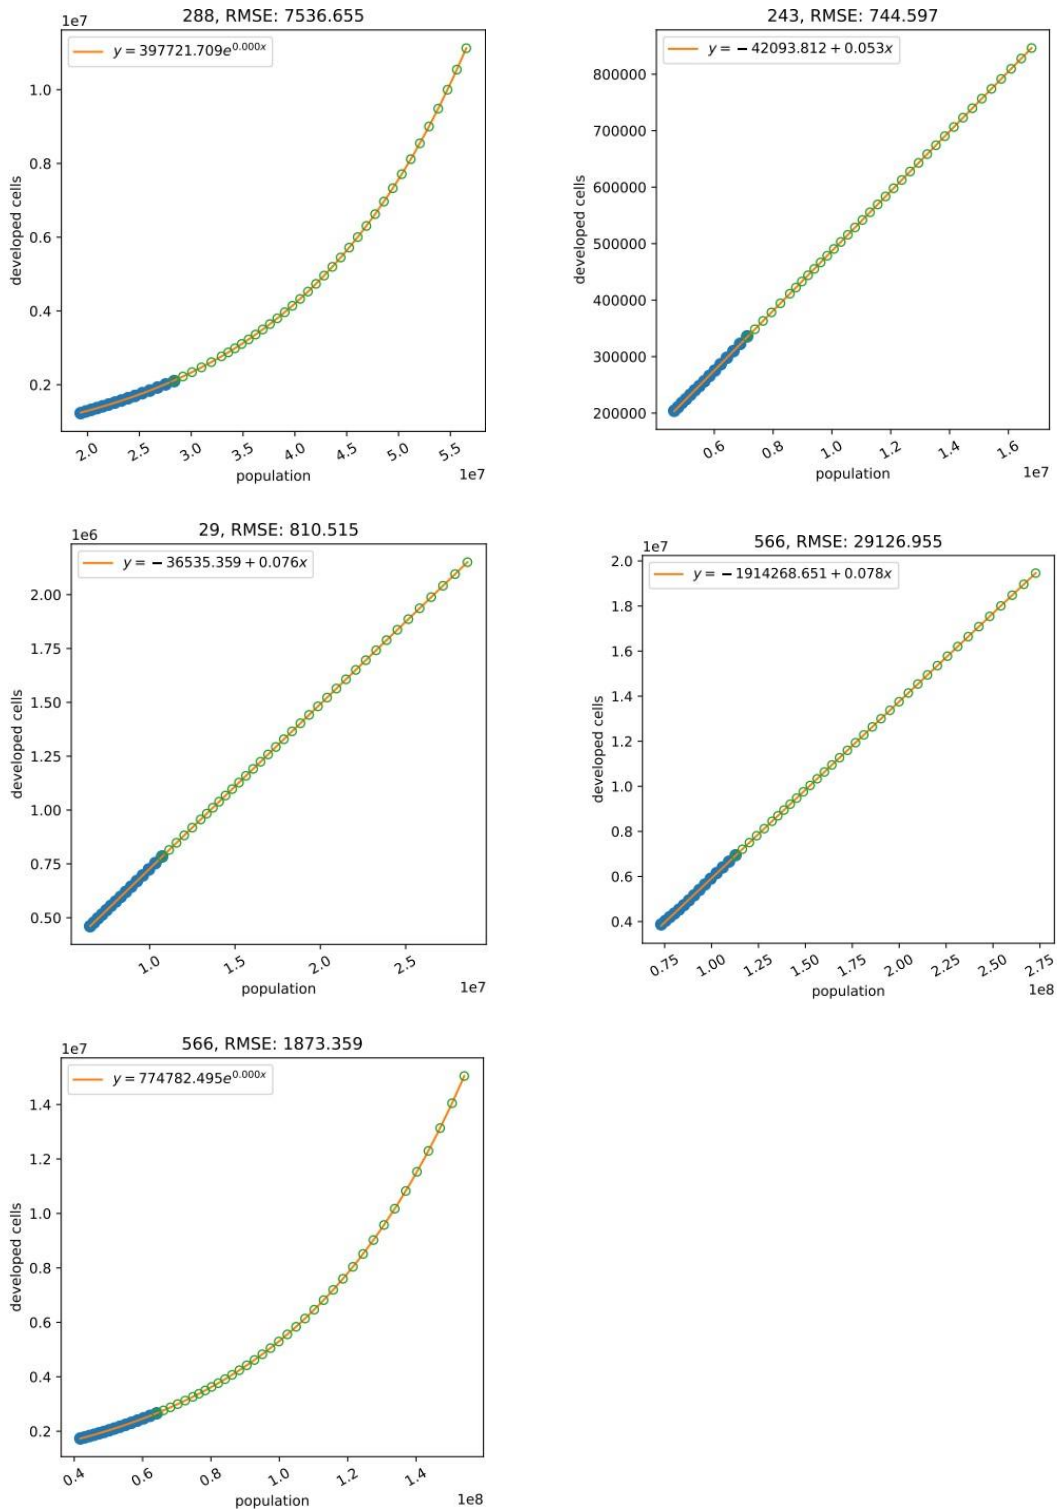 288, RMSE: 7536.655
1e7
y = 397721.709e^0.000x
1.0
0.8
0.6
0.4
0.2
developed cells
2.0 2.5 3.0 3.5 4.0 4.5 5.0 5.5
population
1e7
243, RMSE: 744.597
y = − 42093.812 + 0.053x
800000
700000
600000
500000
400000
300000
200000
developed cells
0.6 0.8 1.0 1.2 1.4 1.6
population
1e7
29, RMSE: 810.515
1e6
y = − 36535.359 + 0.076x
2.00
1.75
1.50
1.25
1.00
0.75
0.50
developed cells
1.0 1.5 2.0 2.5
population
1e7
566, RMSE: 29126.955
1e7
y = − 1914268.651 + 0.078x
2.0
1.8
1.6
1.4
1.2
1.0
0.8
0.6
0.4
developed cells
0.75 1.00 1.25 1.50 1.75 2.00 2.25 2.50 2.75
population
1e8
566, RMSE: 1873.359
1e7
y = 774782.495e^0.000x
1.4
1.2
1.0
0.8
0.6
0.4
0.2
developed cells
0.4 0.6 0.8 1.0 1.2 1.4
population
1e8